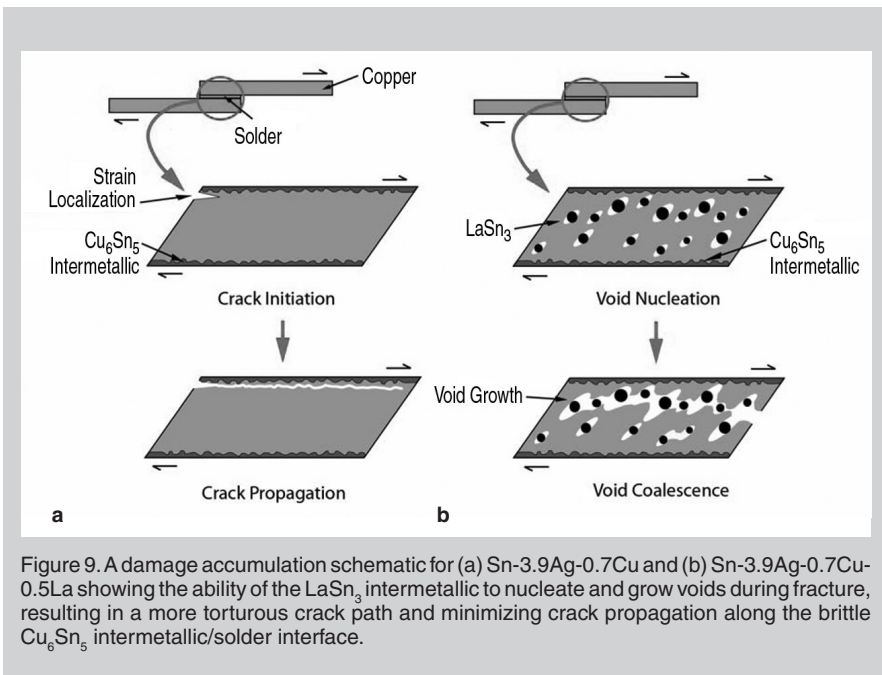 Copper
Solder
Strain
Localization
Cu6Sn5
Intermetallic
Crack Initiation
Crack Propagation
a
LaSn3
Cu6Sn5
Intermetallic
Void Nucleation
Void Growth
Void Coalescence
b
Figure 9. A damage accumulation schematic for (a) Sn-3.9Ag-0.7Cu and (b) Sn-3.9Ag-0.7Cu-
0.5La showing the ability of the LaSn3 intermetallic to nucleate and grow voids during fracture,
resulting in a more torturous crack path and minimizing crack propagation along the brittle
Cu6Sn5 intermetallic/solder interface.